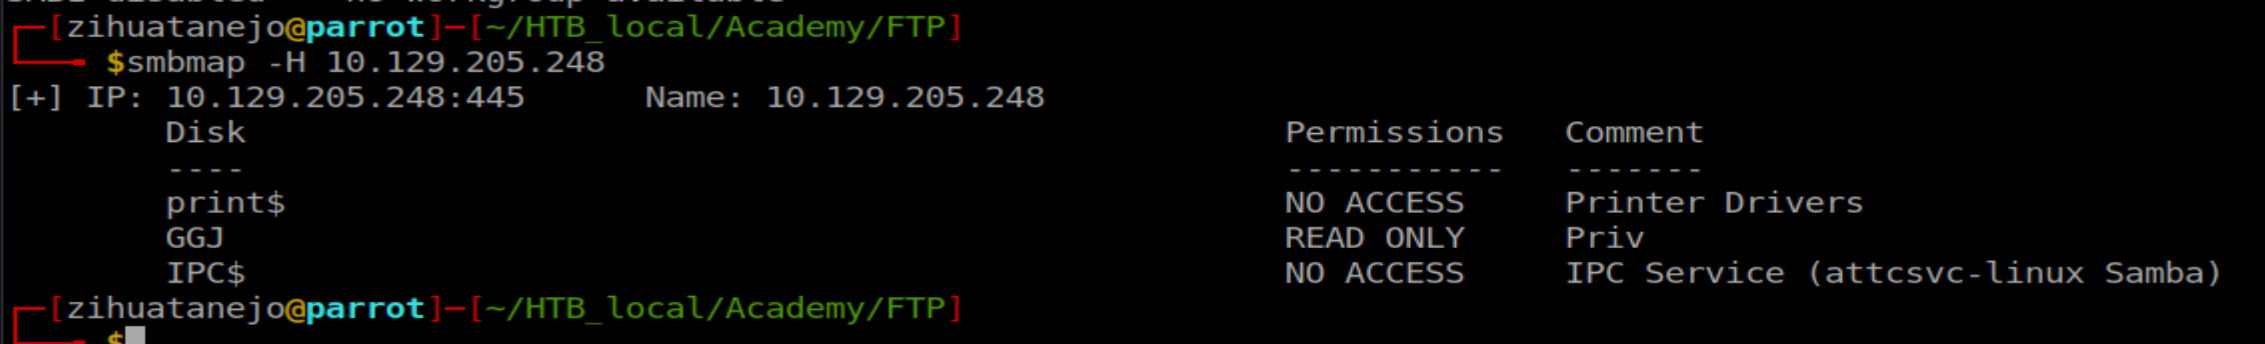 [zihuatanejo@parrot]─[~/HTB_local/Academy/FTP]
$smbmap -H 10.129.205.248
[+] IP: 10.129.205.248:445 Name: 10.129.205.248
Disk Permissions Comment
---- ----------- -------
print$ NO ACCESS Printer Drivers
GGJ READ ONLY Priv
IPC$ NO ACCESS IPC Service (attcsvc-linux Samba)
[zihuatanejo@parrot]─[~/HTB_local/Academy/FTP]
$